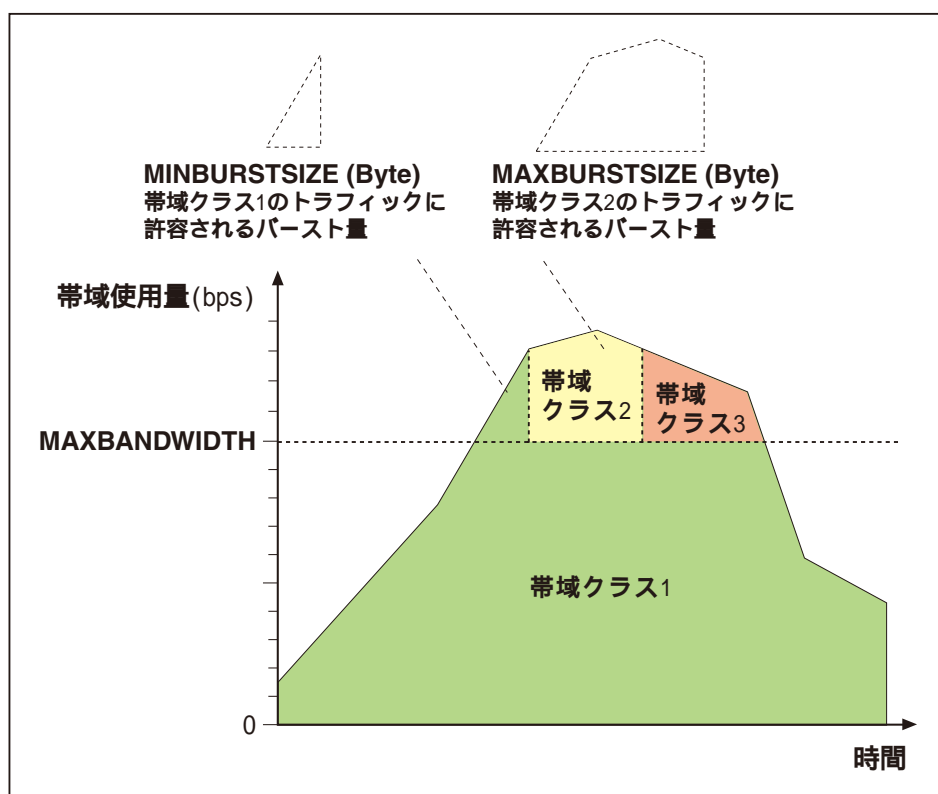 MINBURSTSIZE (Byte)
帯域クラス1のトラフィックに
許容されるバースト量
MAXBURSTSIZE (Byte)
帯域クラス2のトラフィックに
許容されるバースト量
帯域使用量(bps)
帯域
クラス2
帯域
クラス3
MAXBANDWIDTH
帯域クラス1
0
時間